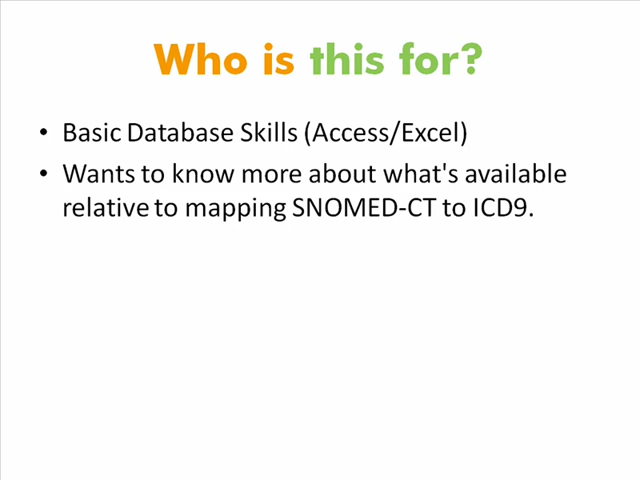 Who is this for?
• Basic Database Skills (Access/Excel)
• Wants to know more about what's available
relative to mapping SNOMED-CT to ICD9.